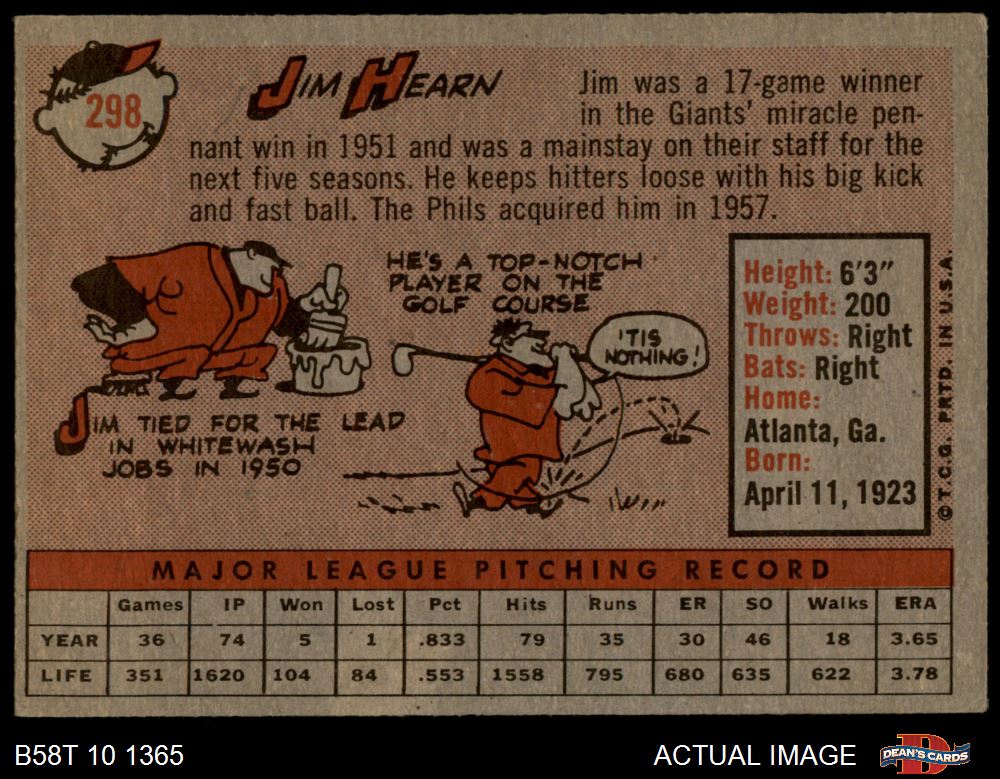 298
JIM HEARN
Jim was a 17-game winner
in the Giants' miracle pen-
nant win in 1951 and was a mainstay on their staff for the
next five seasons. He keeps hitters loose with his big kick
and fast ball. The Phils acquired him in 1957.
HE'S A TOP-NOTCH
PLAYER ON THE
GOLF COURSE
'TIS
NOTHING!
JIM TIED FOR THE LEAD
IN WHITEWASH
JOBS IN 1950
Height: 6'3"
Weight: 200
Throws: Right
Bats: Right
Home:
Atlanta, Ga.
Born:
April 11, 1923
© T.C.G. PRTD. IN U.S.A.
MAJOR LEAGUE PITCHING RECORD
Games IP Won Lost Pct Hits Runs ER SO Walks ERA
YEAR 36 74 5 1 .833 79 35 30 46 18 3.65
LIFE 351 1620 104 84 .553 1558 795 680 635 622 3.78
B58T 10 1365
ACTUAL IMAGE
D
DEAN'S CARDS